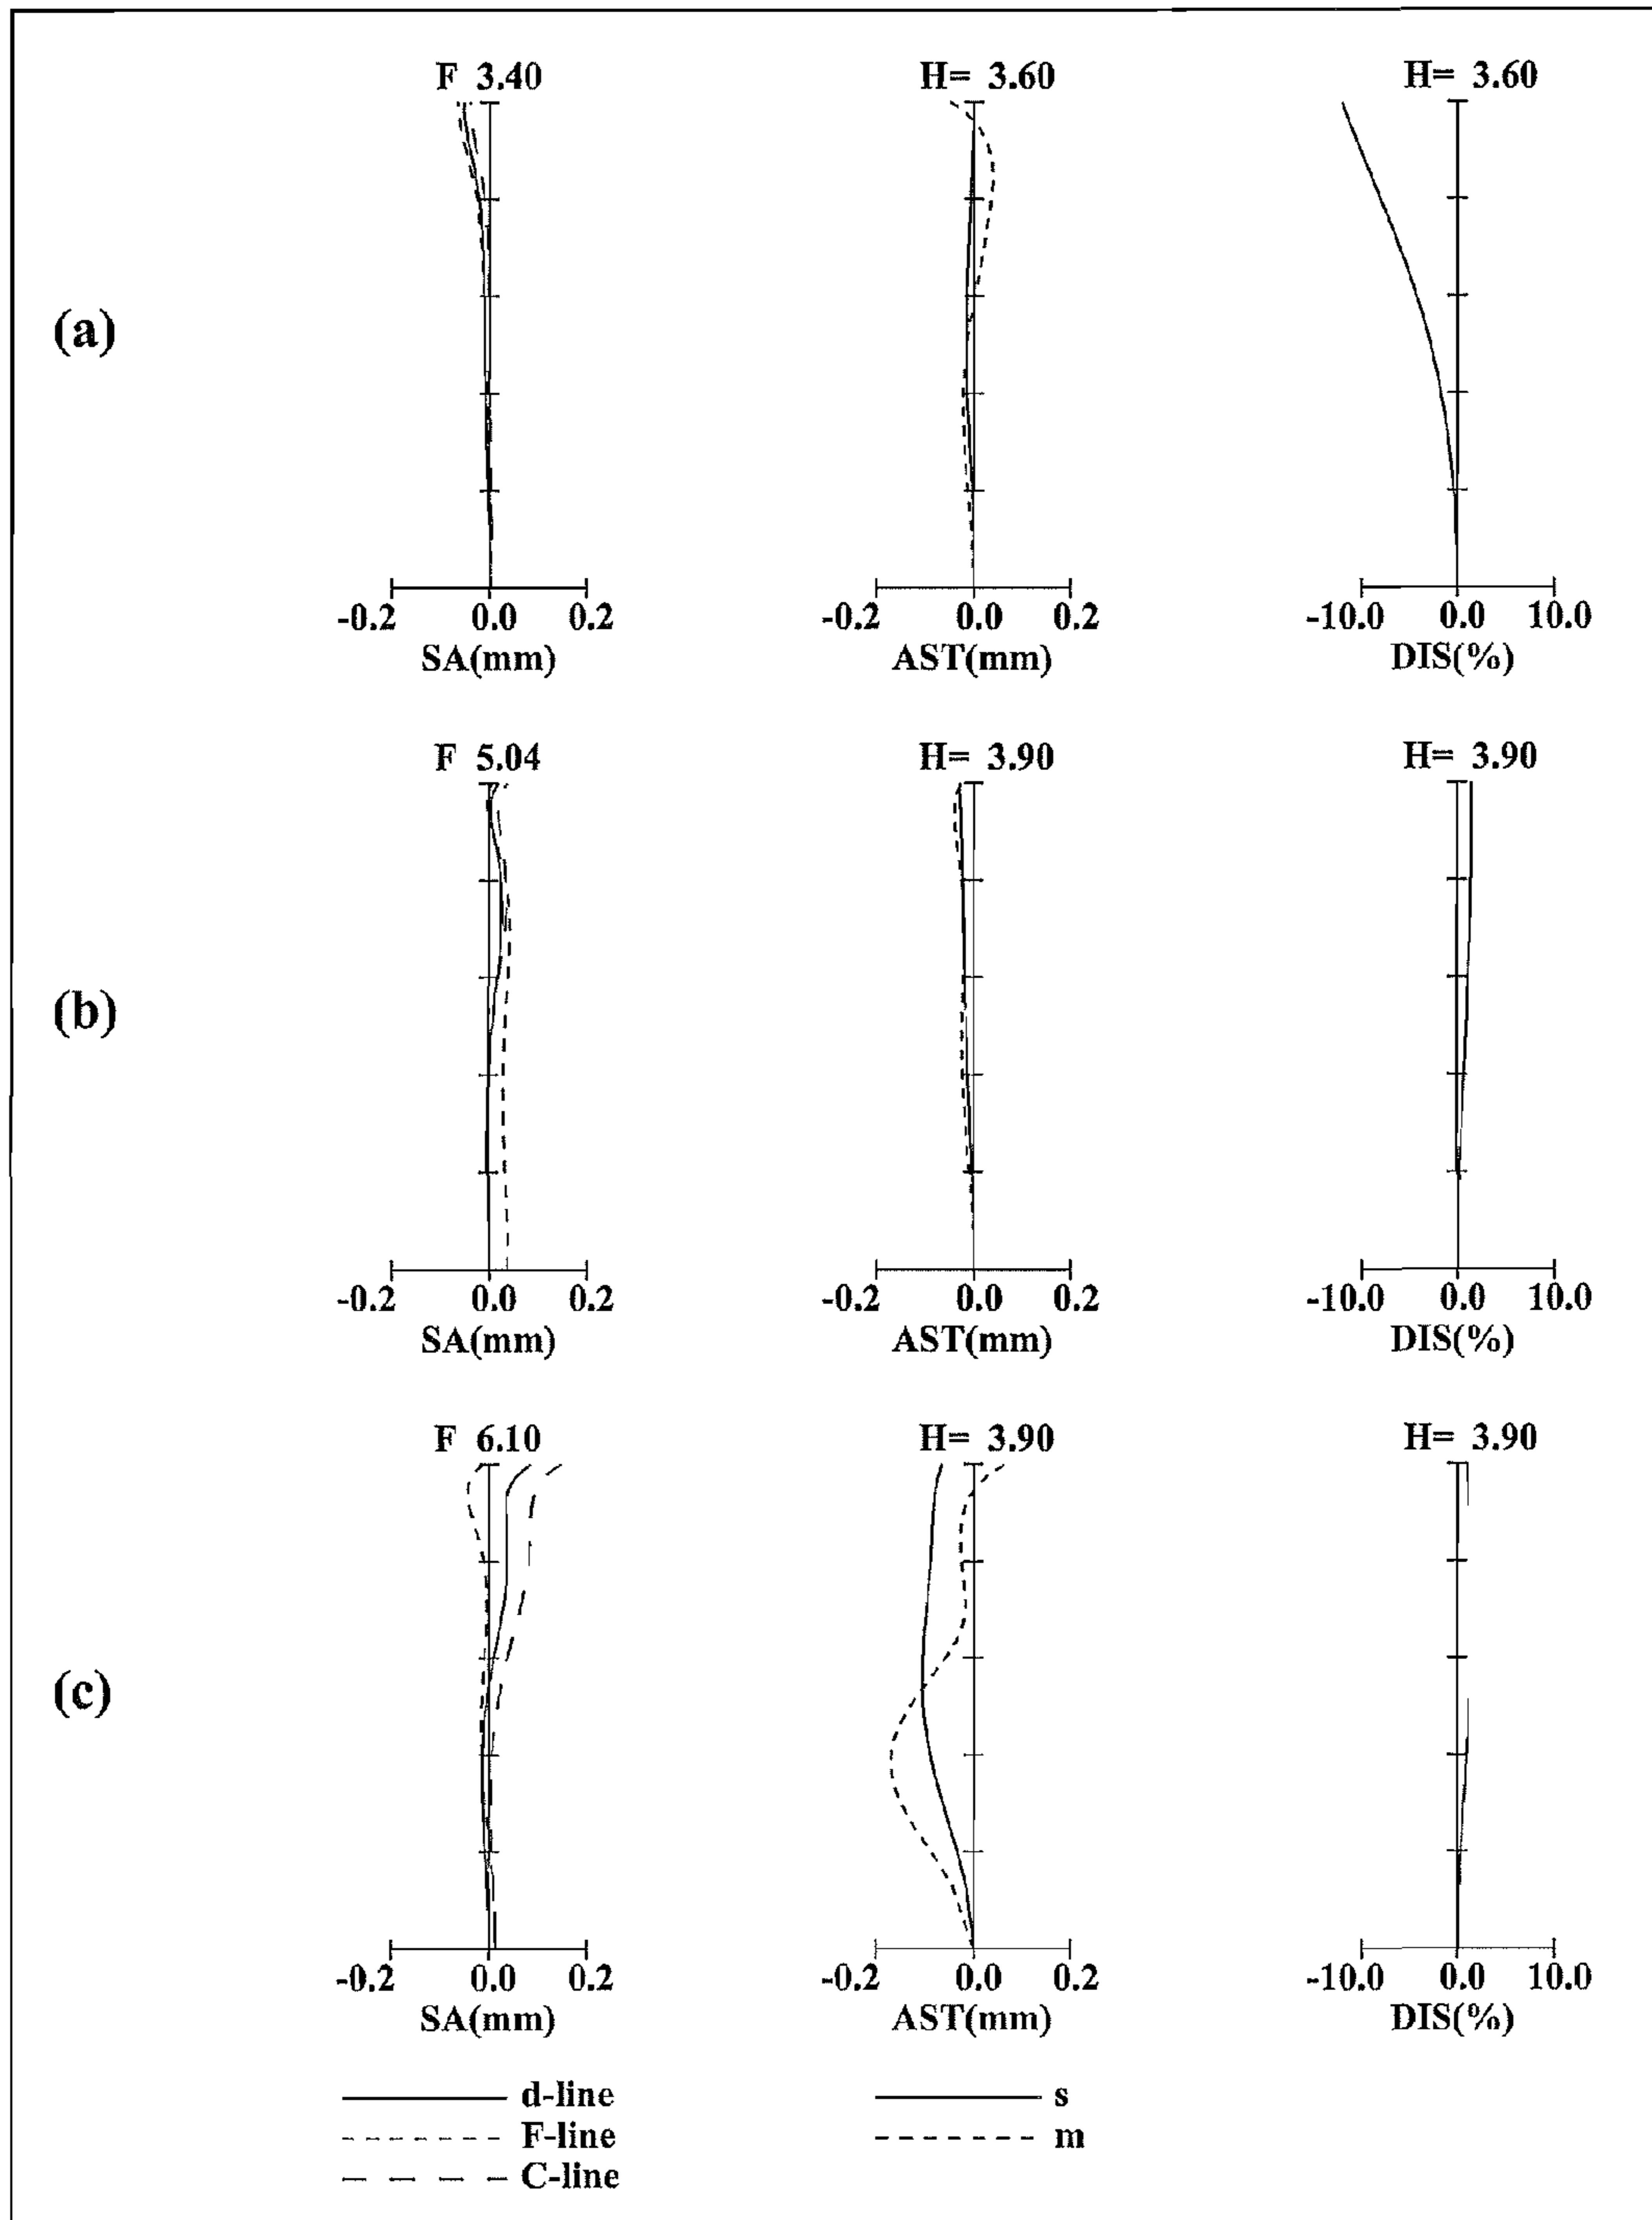 F 3.40 H= 3.60 H= 3.60
(a)
-0.2 0.0 0.2 -0.2 0.0 0.2 -10.0 0.0 10.0
SA(mm) AST(mm) DIS(%)
F 5.04 H= 3.90 H= 3.90
(b)
-0.2 0.0 0.2 -0.2 0.0 0.2 -10.0 0.0 10.0
SA(mm) AST(mm) DIS(%)
F 6.10 H= 3.90 H= 3.90
(c)
-0.2 0.0 0.2 -0.2 0.0 0.2 -10.0 0.0 10.0
SA(mm) AST(mm) DIS(%)
d-line s
F-line m
C-line